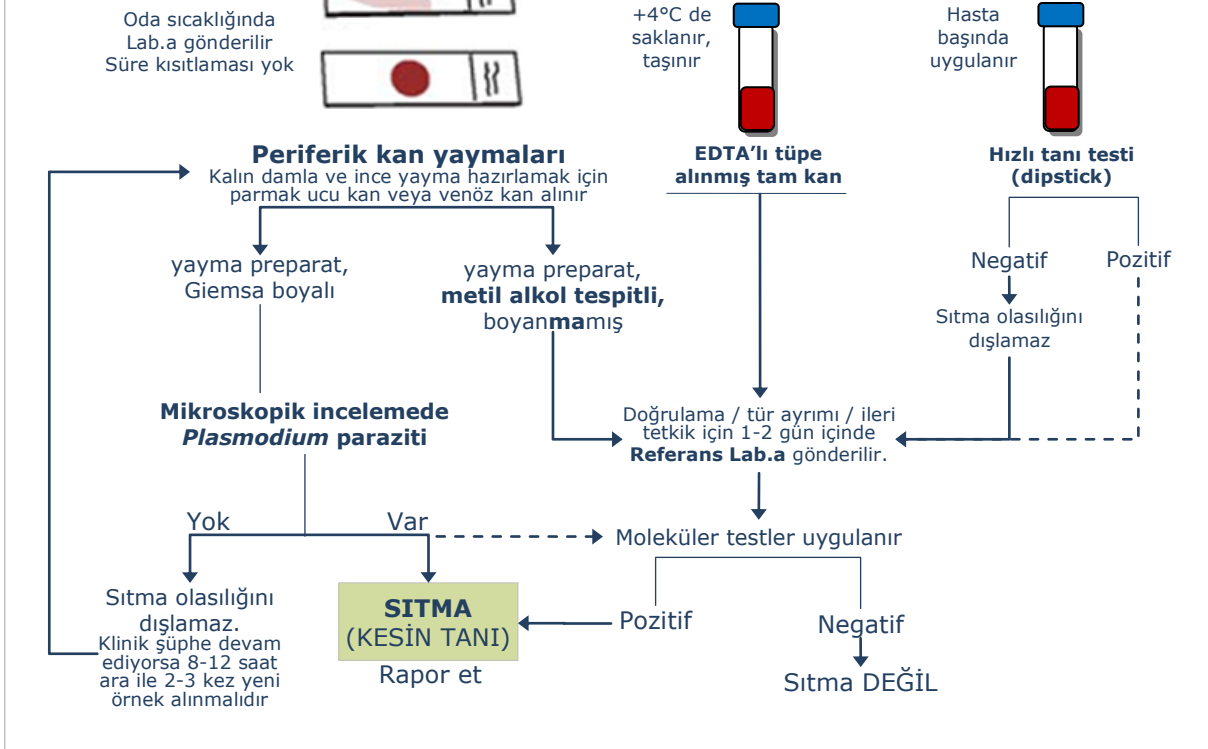 Oda sıcaklığında
Lab.a gönderilir
Süre kısıtlaması yok
+4°C de
saklanır,
taşınır
Hasta
başında
uygulanır
Periferik kan yaymaları
Kalın damla ve ince yayma hazırlamak için
parmak ucu kan veya venöz kan alınır
EDTA’lı tüpe
alınmış tam kan
Hızlı tanı testi
(dipstick)
yayma preparat,
Giemsa boyalı
yayma preparat,
metil alkol tespitli,
boyanmamış
Negatif
Pozitif
Sıtma olasılığını
dışlamaz
Mikroskopik incelemede
Plasmodium paraziti
Doğrulama / tür ayrımı / ileri
tetkik için 1-2 gün içinde
Referans Lab.a gönderilir.
Yok
Var
Moleküler testler uygulanır
Sıtma olasılığını
dışlamaz.
Klinik şüphe devam
ediyorsa 8-12 saat
ara ile 2-3 kez yeni
örnek alınmalıdır
SITMA
(KESİN TANI)
Rapor et
Pozitif
Negatif
Sıtma DEĞİL